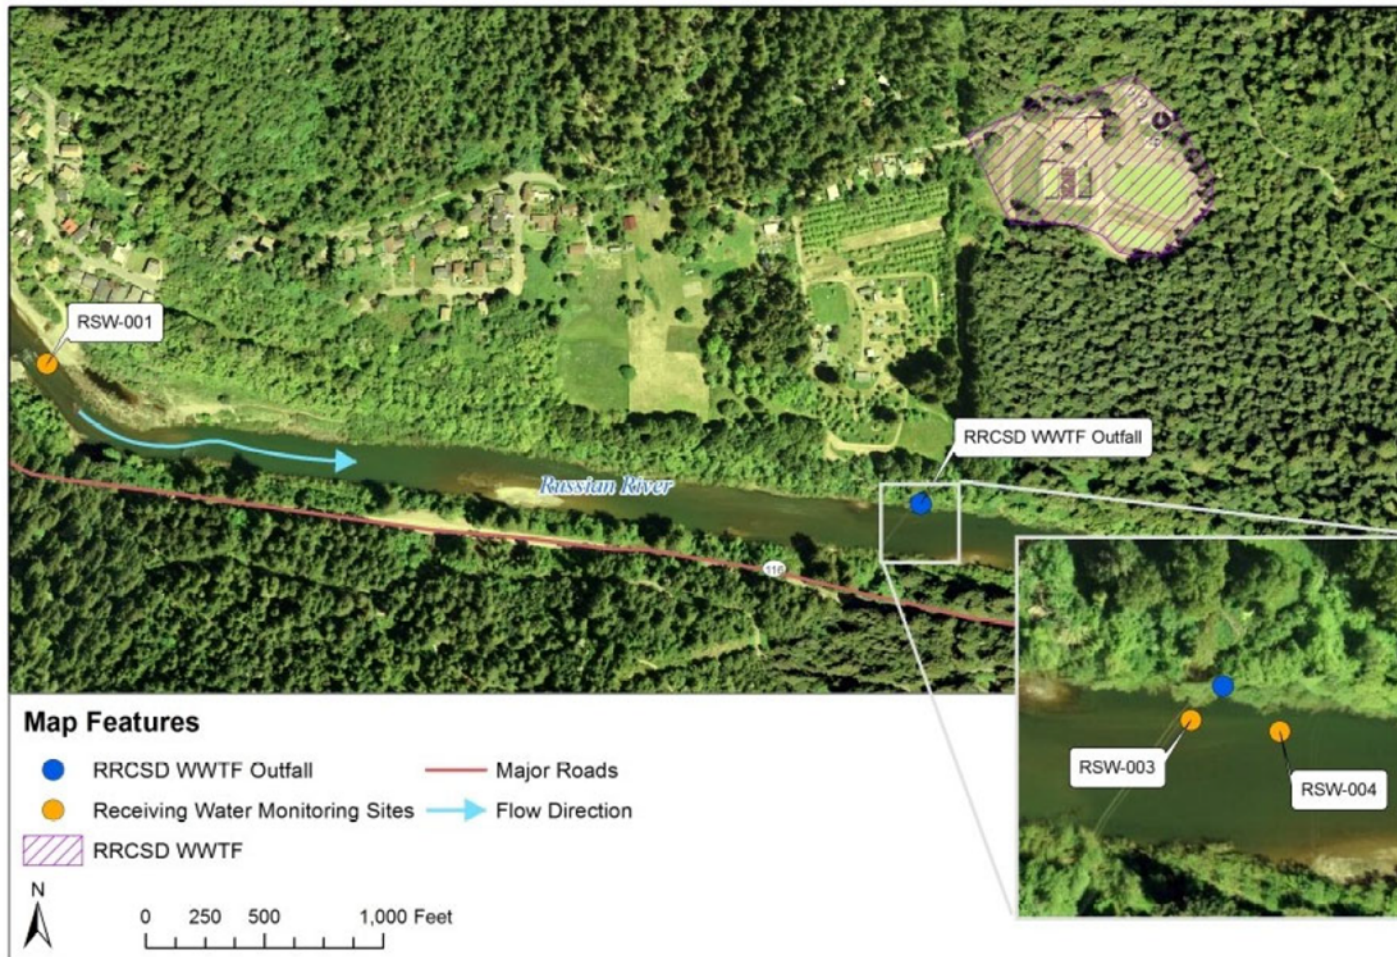 RSW-001
RRCSD WWTF Outfall
Russian River
116
RSW-003
RSW-004
Map Features
RRCSD WWTF Outfall
Major Roads
Receiving Water Monitoring Sites
Flow Direction
RRCSD WWTF
N
0 250 500 1,000 Feet